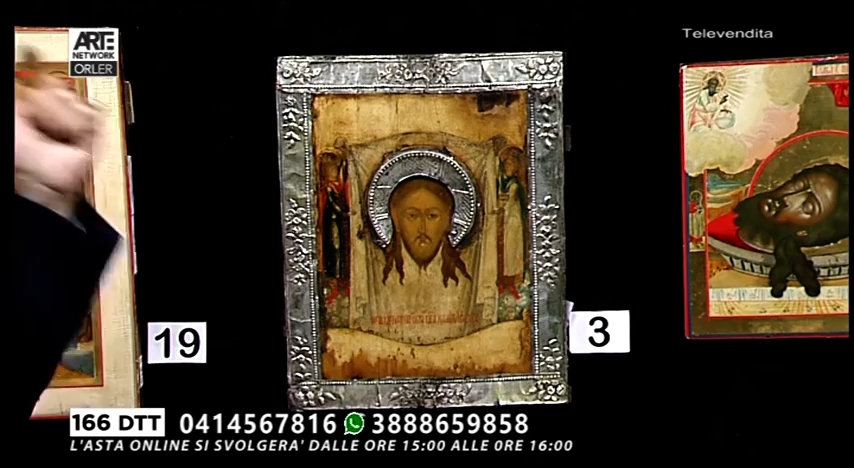 ARTE
NETWORK
ORLER
Televendita
19
3
166 DTT 0414567816 3888659858
L'ASTA ONLINE SI SVOLGERA' DALLE ORE 15:00 ALLE ORE 16:00